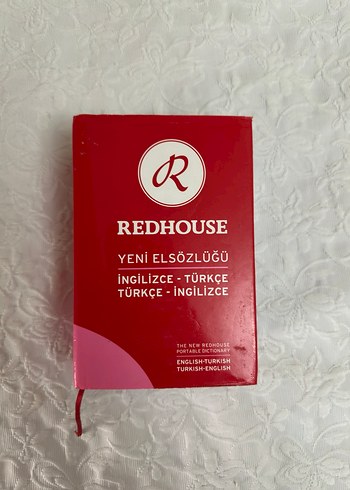 R
REDHOUSE
YENİ ELSÖZLÜĞÜ
İNGİLİZCE - TÜRKÇE
TÜRKÇE - İNGİLİZCE
THE NEW REDHOUSE
PORTABLE DICTIONARY
ENGLISH-TURKISH
TURKISH-ENGLISH